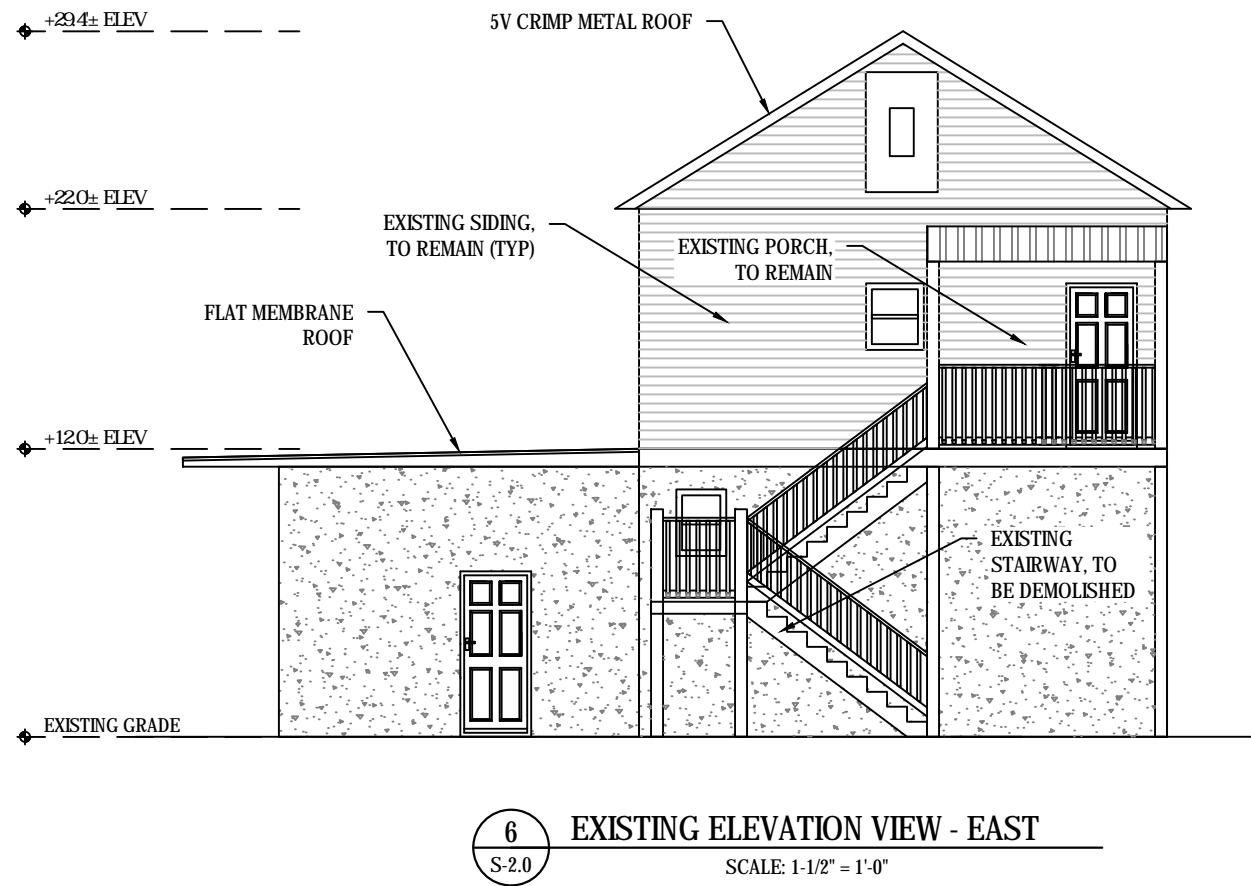 +29.4'± ELEV
5V CRIMP METAL ROOF
+22.0'± ELEV
EXISTING SIDING,
TO REMAIN (TYP)
EXISTING PORCH,
TO REMAIN
FLAT MEMBRANE
ROOF
+12.0'± ELEV
EXISTING
STAIRWAY, TO
BE DEMOLISHED
EXISTING GRADE
6
S-2.0
EXISTING ELEVATION VIEW - EAST
SCALE: 1-1/2" = 1'-0"